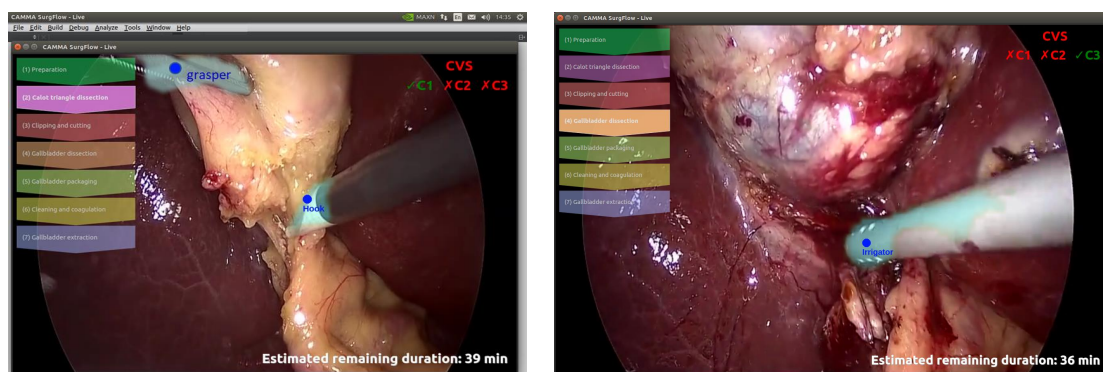 CAMMA SurgFlow - Live
MAXN En 14:35
File Edit Build Debug Analyze Tools Window Help
CAMMA SurgFlow - Live
(1) Preparation
(2) Calot triangle dissection
(3) Clipping and cutting
(4) Gallbladder dissection
(5) Gallbladder packaging
(6) Cleaning and coagulation
(7) Gallbladder extraction
grasper
CVS
✓C1 ✗C2 ✗C3
Hook
Estimated remaining duration: 39 min
CAMMA SurgFlow - Live
(1) Preparation
(2) Calot triangle dissection
(3) Clipping and cutting
(4) Gallbladder dissection
(5) Gallbladder packaging
(6) Cleaning and coagulation
(7) Gallbladder extraction
CVS
✗C1 ✗C2 ✓C3
Irrigator
Estimated remaining duration: 36 min